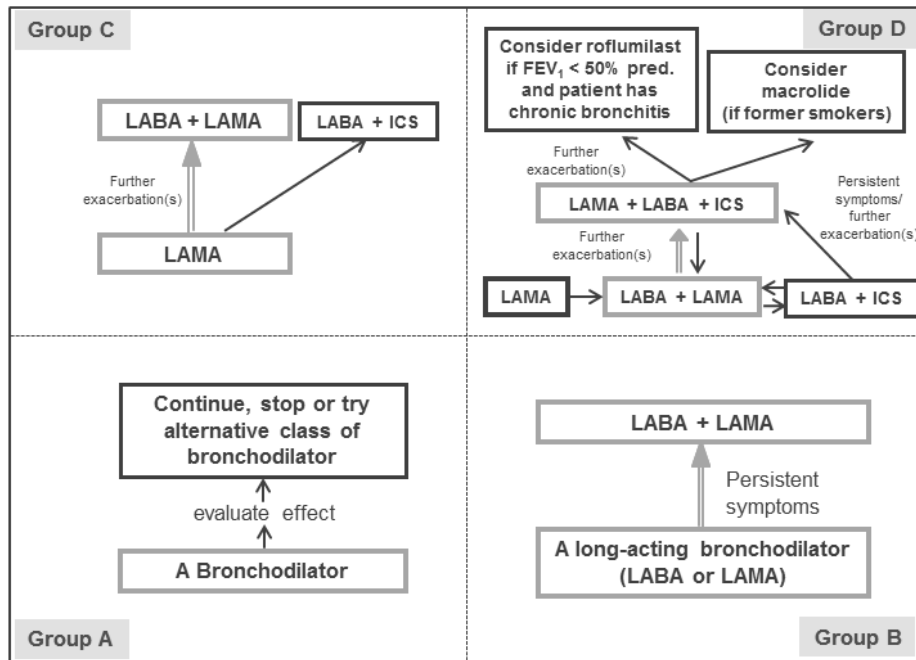 Group C
LABA + LAMA
LABA + ICS
Further
exacerbation(s)
LAMA
Group D
Consider roflumilast
if FEV₁ < 50% pred.
and patient has
chronic bronchitis
Consider
macrolide
(if former smokers)
Further
exacerbation(s)
Persistent
symptoms/
further
exacerbation(s)
LAMA + LABA + ICS
Further
exacerbation(s)
LAMA
LABA + LAMA
LABA + ICS
Continue, stop or try
alternative class of
bronchodilator
evaluate effect
A Bronchodilator
Group A
LABA + LAMA
Persistent
symptoms
A long-acting bronchodilator
(LABA or LAMA)
Group B